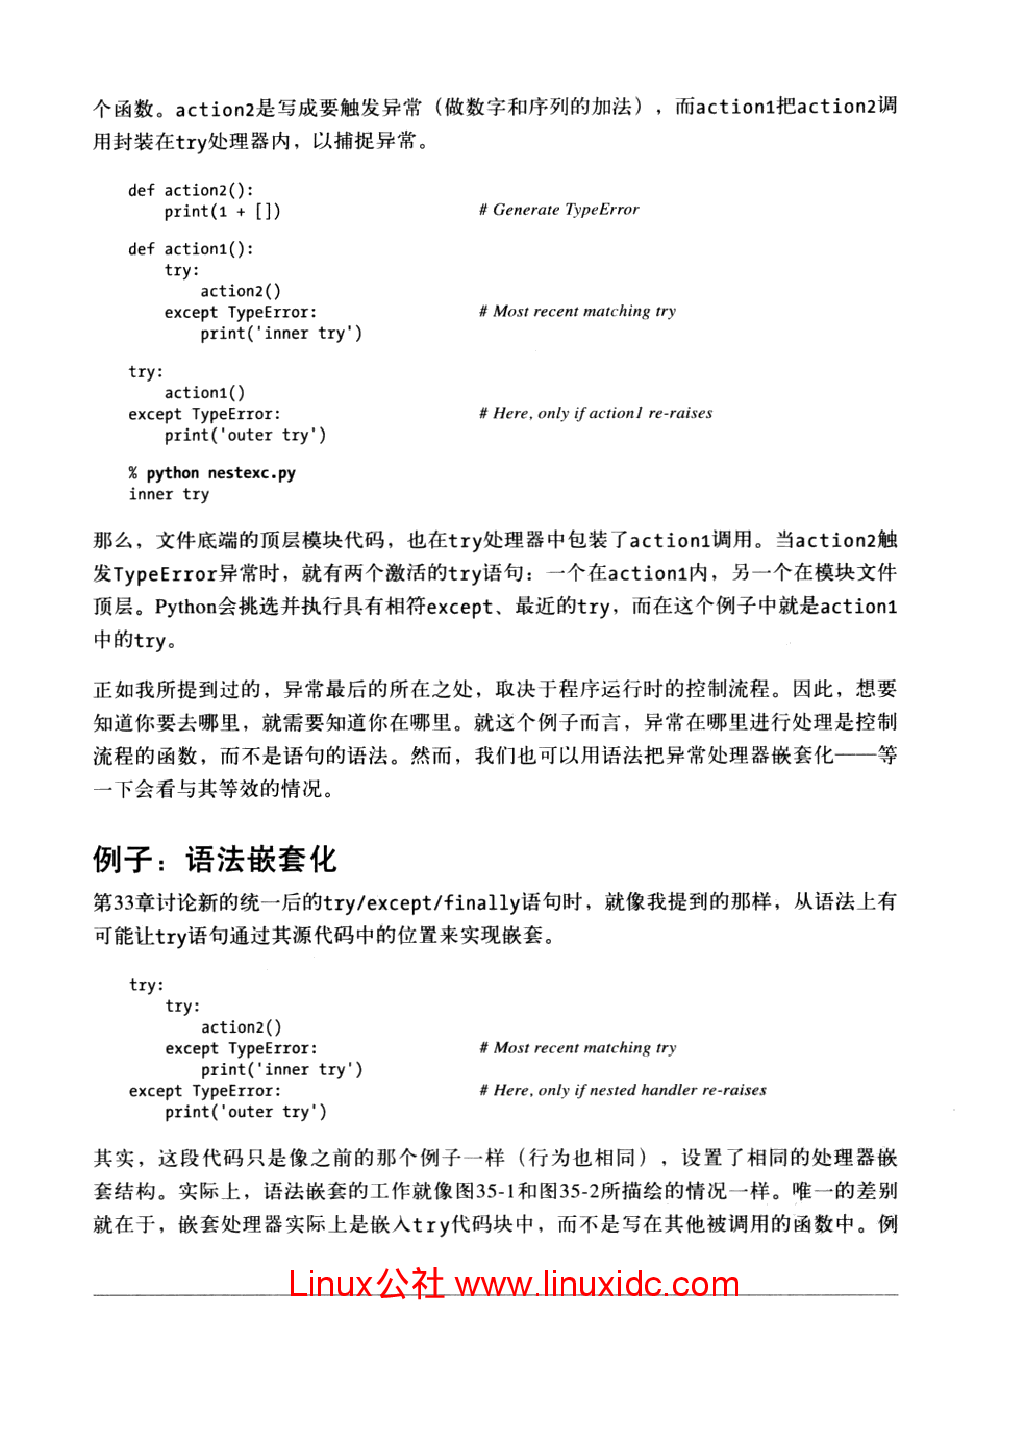 个函数。action2是写成要触发异常（做数字和序列的加法），而action1把action2调
用封装在try处理器内，以捕捉异常。
def action2():
    print(1 + [])    # Generate TypeError
def action1():
    try:
        action2()
    except TypeError:    # Most recent matching try
        print('inner try')
try:
    action1()
except TypeError:    # Here, only if action1 re-raises
    print('outer try')
% python nestexc.py
inner try
那么，文件底端的顶层模块代码，也在try处理器中包装了action1调用。当action2触
发TypeError异常时，就有两个激活的try语句：一个在action1内，另一个在模块文件
顶层。Python会挑选并执行具有相符except、最近的try，而在这个例子中就是action1
中的try。
正如我所提到过的，异常最后的所在之处，取决于程序运行时的控制流程。因此，想要
知道你要去哪里，就需要知道你在哪里。就这个例子而言，异常在哪里进行处理是控制
流程的函数，而不是语句的语法。然而，我们也可以用语法把异常处理器嵌套化——等
一下会看与其等效的情况。
例子：语法嵌套化
第33章讨论新的统一后的try/except/finally语句时，就像我提到的那样，从语法上有
可能让try语句通过其源代码中的位置来实现嵌套。
try:
    try:
        action2()
    except TypeError:    # Most recent matching try
        print('inner try')
except TypeError:    # Here, only if nested handler re-raises
    print('outer try')
其实，这段代码只是像之前的那个例子一样（行为也相同），设置了相同的处理器嵌
套结构。实际上，语法嵌套的工作就像图35-1和图35-2所描绘的情况一样。唯一的差别
就在于，嵌套处理器实际上是嵌入try代码块中，而不是写在其他被调用的函数中。例
Linux公社 www.linuxidc.com